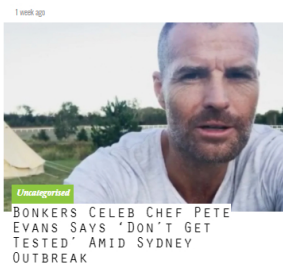 1 week ago
Uncategorised
BONKERS CELEB CHEF PETE
EVANS SAYS ‘DON’T GET
TESTED’ AMID SYDNEY
OUTBREAK